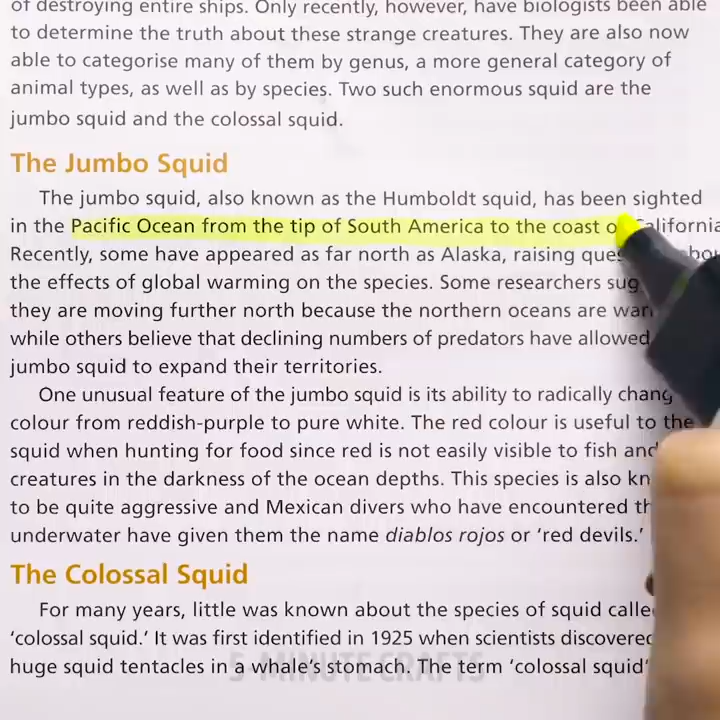 of destroying entire ships. Only recently, however, have biologists been able
to determine the truth about these strange creatures. They are also now
able to categorise many of them by genus, a more general category of
animal types, as well as by species. Two such enormous squid are the
jumbo squid and the colossal squid.
The Jumbo Squid
The jumbo squid, also known as the Humboldt squid, has been sighted
in the Pacific Ocean from the tip of South America to the coast California
Recently, some have appeared as far north as Alaska, raising
the effects of global warming on the species. Some researchers
they are moving further north because the northern oceans are
while others believe that declining numbers of predators have allowed
jumbo squid to expand their territories.
One unusual feature of the jumbo squid is its ability to radically
colour from reddish-purple to pure white. The red colour is useful to the
squid when hunting for food since red is not easily visible to fish and
creatures in the darkness of the ocean depths. This species is also
to be quite aggressive and Mexican divers who have encountered
underwater have given them the name diablos rojos or ‘red devils.’
The Colossal Squid
For many years, little was known about the species of squid
‘colossal squid.’ It was first identified in 1925 when scientists discovered
huge squid tentacles in a whale’s stomach. The term ‘colossal squid’
5-MINUTE CRAFTS